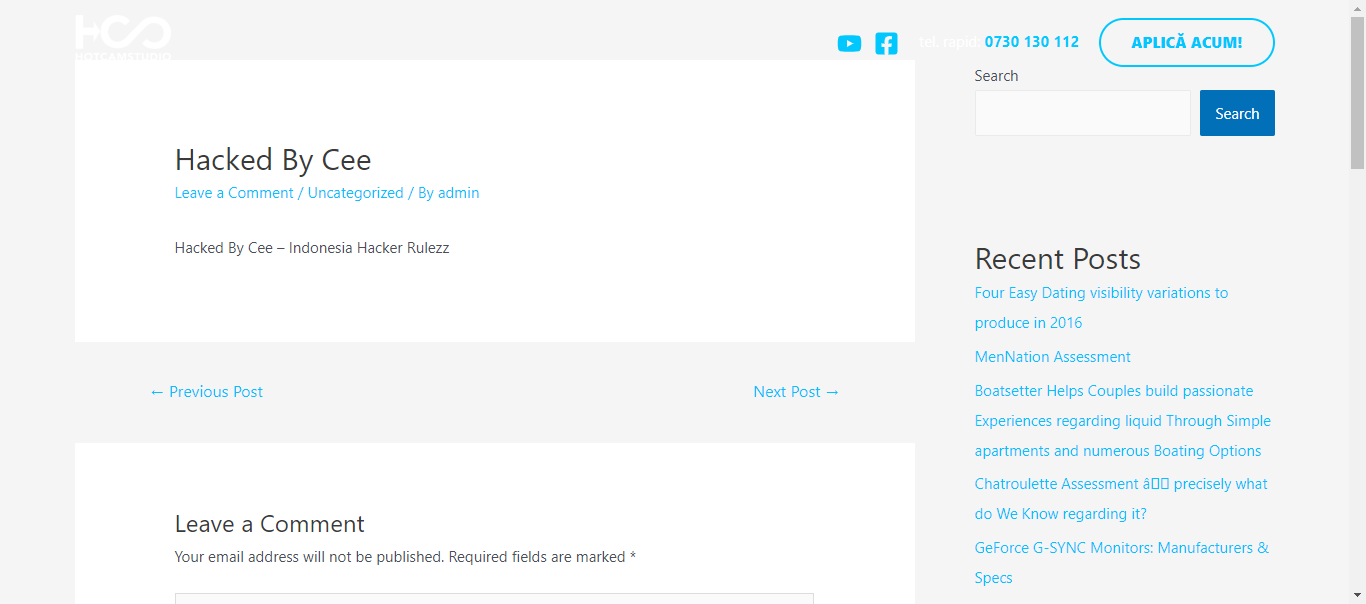 HCS
HOTCAMSTUDIO
tel. rapid: 0730 130 112
APLICĂ ACUM!
Hacked By Cee
Leave a Comment / Uncategorized / By admin
Hacked By Cee – Indonesia Hacker Rulezz
← Previous Post
Next Post →
Leave a Comment
Your email address will not be published. Required fields are marked *
Search
Search
Recent Posts
Four Easy Dating visibility variations to
produce in 2016
MenNation Assessment
Boatsetter Helps Couples build passionate
Experiences regarding liquid Through Simple
apartments and numerous Boating Options
Chatroulette Assessment â precisely what
do We Know regarding it?
GeForce G-SYNC Monitors: Manufacturers &
Specs